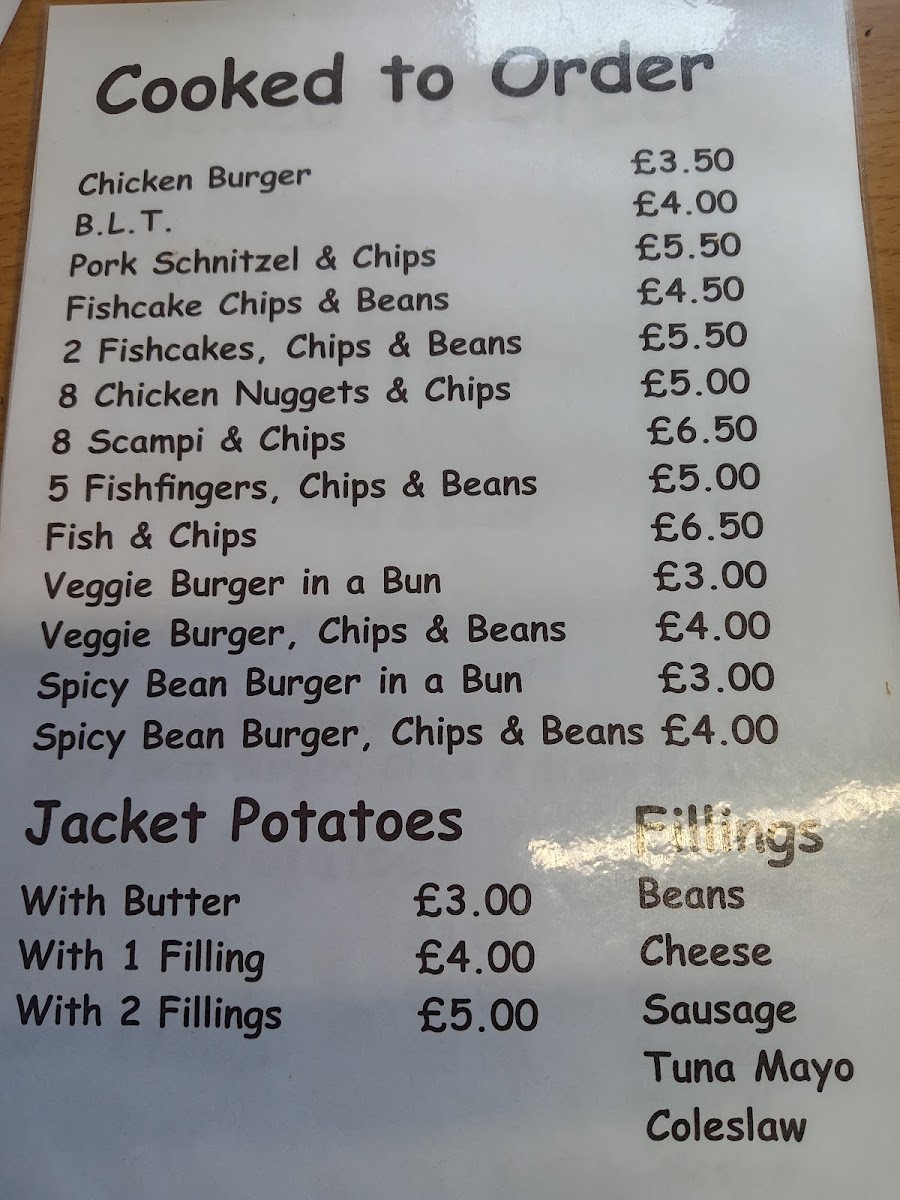 Cooked to Order
Chicken Burger £3.50
B.L.T. £4.00
Pork Schnitzel & Chips £5.50
Fishcake Chips & Beans £4.50
2 Fishcakes, Chips & Beans £5.50
8 Chicken Nuggets & Chips £5.00
8 Scampi & Chips £6.50
5 Fishfingers, Chips & Beans £5.00
Fish & Chips £6.50
Veggie Burger in a Bun £3.00
Veggie Burger, Chips & Beans £4.00
Spicy Bean Burger in a Bun £3.00
Spicy Bean Burger, Chips & Beans £4.00
Jacket Potatoes
With Butter £3.00
With 1 Filling £4.00
With 2 Fillings £5.00
Fillings
Beans
Cheese
Sausage
Tuna Mayo
Coleslaw